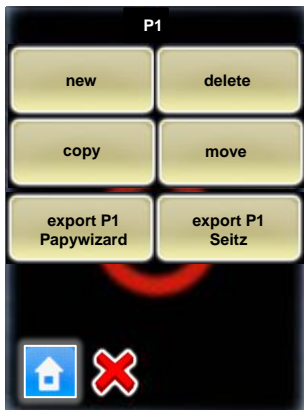 P1
new delete
copy move
export P1 export P1
Papywizard Seitz